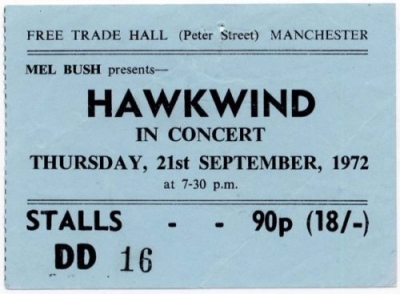 FREE TRADE HALL (Peter Street) MANCHESTER
MEL BUSH presents—
HAWKWIND
IN CONCERT
THURSDAY, 21st SEPTEMBER, 1972
at 7-30 p.m.
STALLS - - 90p (18/-)
DD 16